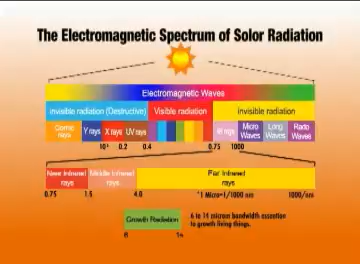 The Electromagnetic Spectrum of Solor Radiation
Electromagnetic Waves
invisible radiation (Destructive) Visible radiation invisible radiation
Cosmic rays Y rays X rays UV rays IR rays Micro Waves Long Waves Rado Waves
0.2 0.4 0.75 1000
Near Infrared rays Middle Infrared rays Far Infrared rays
0.75 1.5 4.0 *1 Micro=1/1000 nm 1000/nm
Growth Radiation
6 to 14 micron bandwidth essention
to growth living things.
6 14